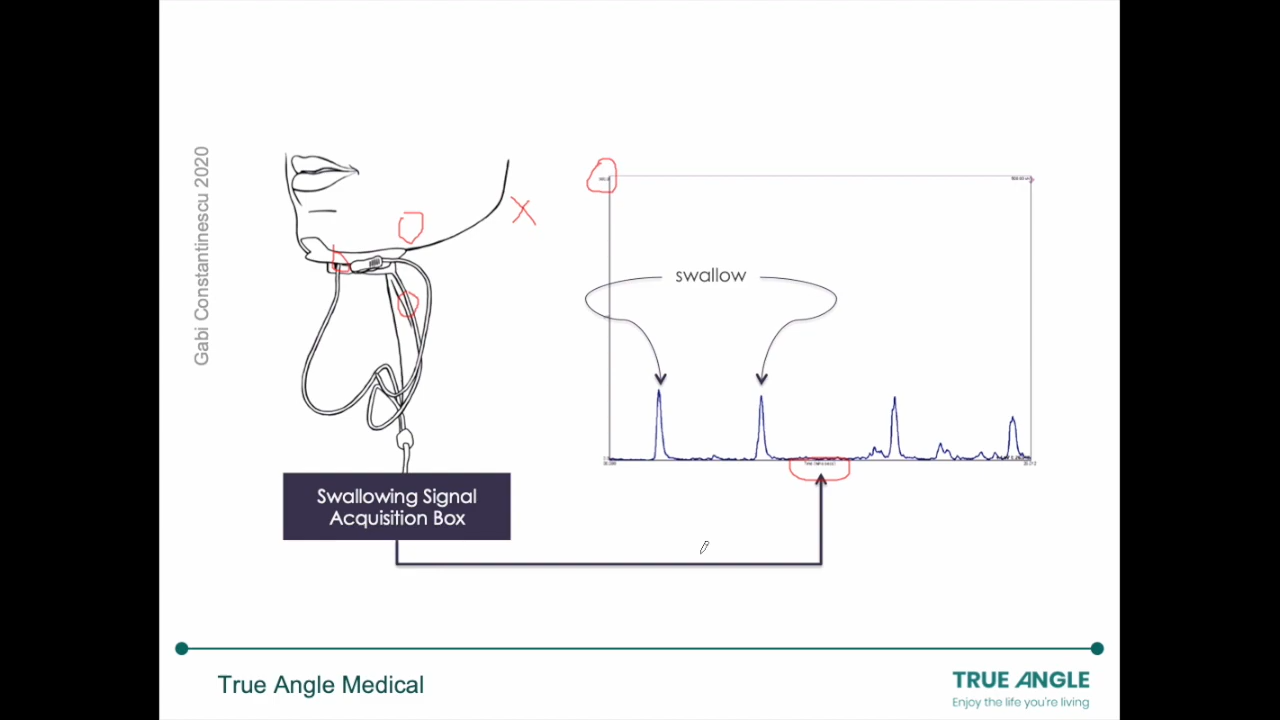 Gabi Constantinescu 2020
swallow
Swallowing Signal
Acquisition Box
True Angle Medical
TRUE ANGLE
Enjoy the life you're living